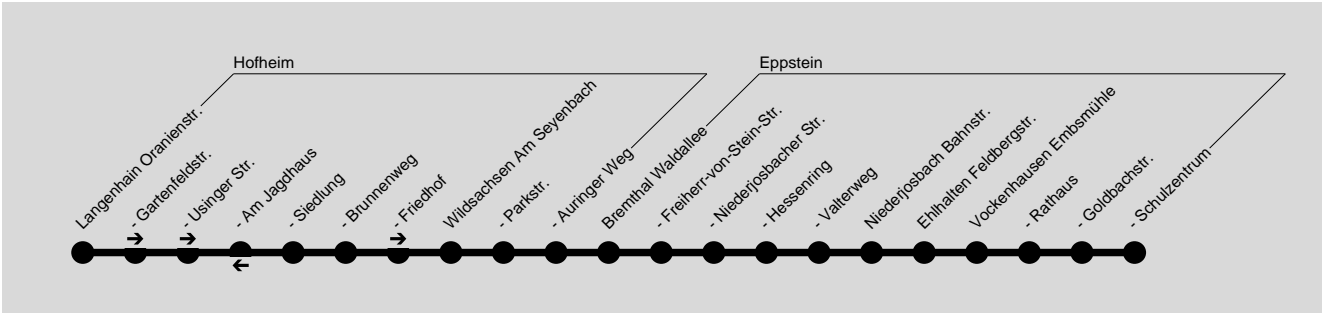 Hofheim
Eppstein
Langenhain Oranienstr.
- Gartenfeldstr.
- Usinger Str.
- Am Jagdhaus
- Siedlung
- Brunnenweg
- Friedhof
Wildsachsen Am Seyenbach
- Parkstr.
- Auringer Weg
Bremthal Waldallee
- Freiherr-von-Stein-Str.
- Niederjosbacher Str.
- Hessenring
- Valterweg
Niederjosbach Bahnstr.
Ehlhalten Feldbergstr.
Vockenhausen Embsmühle
- Rathaus
- Goldbachstr.
- Schulzentrum